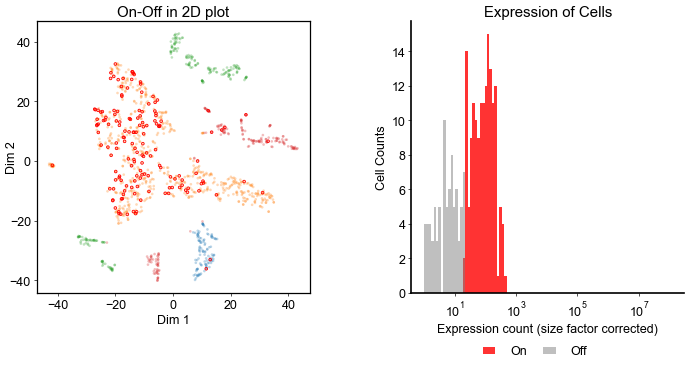 On-Off in 2D plot
Dim 2
40
20
0
−20
−40
−40 −20 0 20 40
Dim 1
Expression of Cells
Cell Counts
14
12
10
8
6
4
2
0
10^1 10^3 10^5 10^7
Expression count (size factor corrected)
On Off